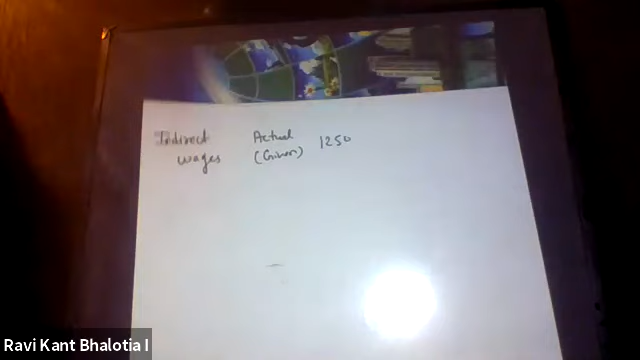 Indirect Actual 1250
wages (Given)
Ravi Kant Bhalotia I